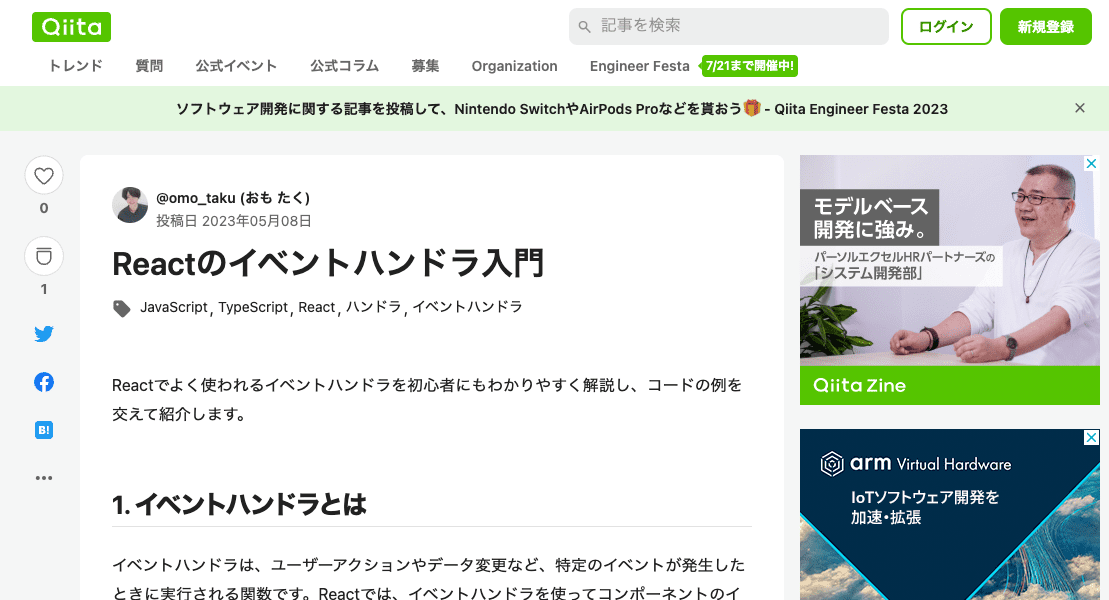 Qiita
記事を検索
ログイン
新規登録
トレンド
質問
公式イベント
公式コラム
募集
Organization
Engineer Festa
7/21まで開催中!
ソフトウェア開発に関する記事を投稿して、Nintendo SwitchやAirPods Proなどを貰おう🎁 - Qiita Engineer Festa 2023
0
1
B!
@omo_taku (おも たく)
投稿日 2023年05月08日
Reactのイベントハンドラ入門
JavaScript, TypeScript, React, ハンドラ, イベントハンドラ
Reactでよく使われるイベントハンドラを初心者にもわかりやすく解説し、コードの例を
交えて紹介します。
1. イベントハンドラとは
イベントハンドラは、ユーザーアクションやデータ変更など、特定のイベントが発生した
ときに実行される関数です。Reactでは、イベントハンドラを使ってコンポーネントのイ
モデルベース
開発に強み。
パーソルエクセルHRパートナーズの
「システム開発部」
Qiita Zine
arm Virtual Hardware
IoTソフトウェア開発を
加速・拡張